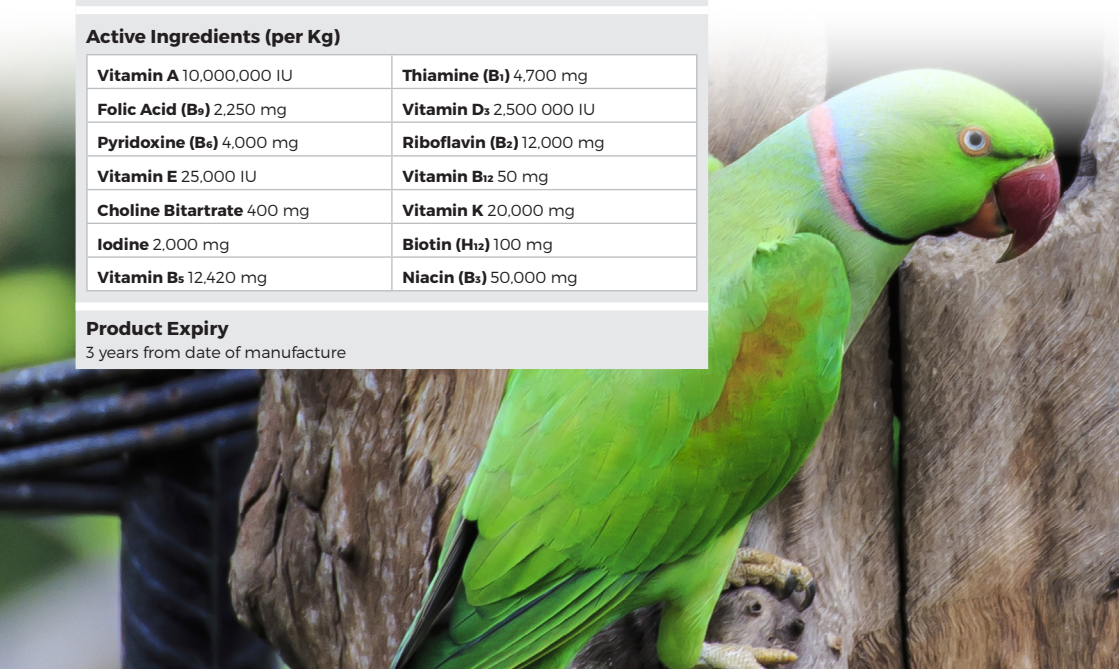 Active Ingredients (per Kg)
Vitamin A 10,000,000 IU
Thiamine (B₁) 4,700 mg
Folic Acid (B₉) 2,250 mg
Vitamin D₃ 2,500 000 IU
Pyridoxine (B₆) 4,000 mg
Riboflavin (B₂) 12,000 mg
Vitamin E 25,000 IU
Vitamin B₁₂ 50 mg
Choline Bitartrate 400 mg
Vitamin K 20,000 mg
Iodine 2,000 mg
Biotin (H₁₂) 100 mg
Vitamin B₅ 12,420 mg
Niacin (B₃) 50,000 mg
Product Expiry
3 years from date of manufacture